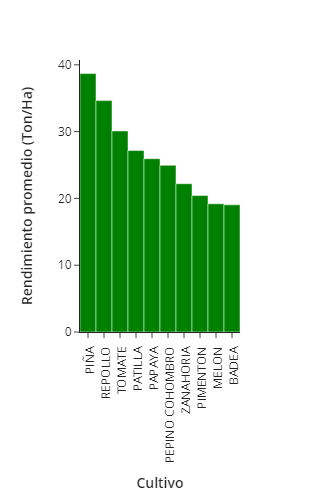 Rendimiento promedio (Ton/Ha)
40
30
20
10
0
PIÑA
REPOLLO
TOMATE
PATILLA
PAPAYA
PEPINO COHOMBRO
ZANAHORIA
PIMENTON
MELON
BADEA
Cultivo